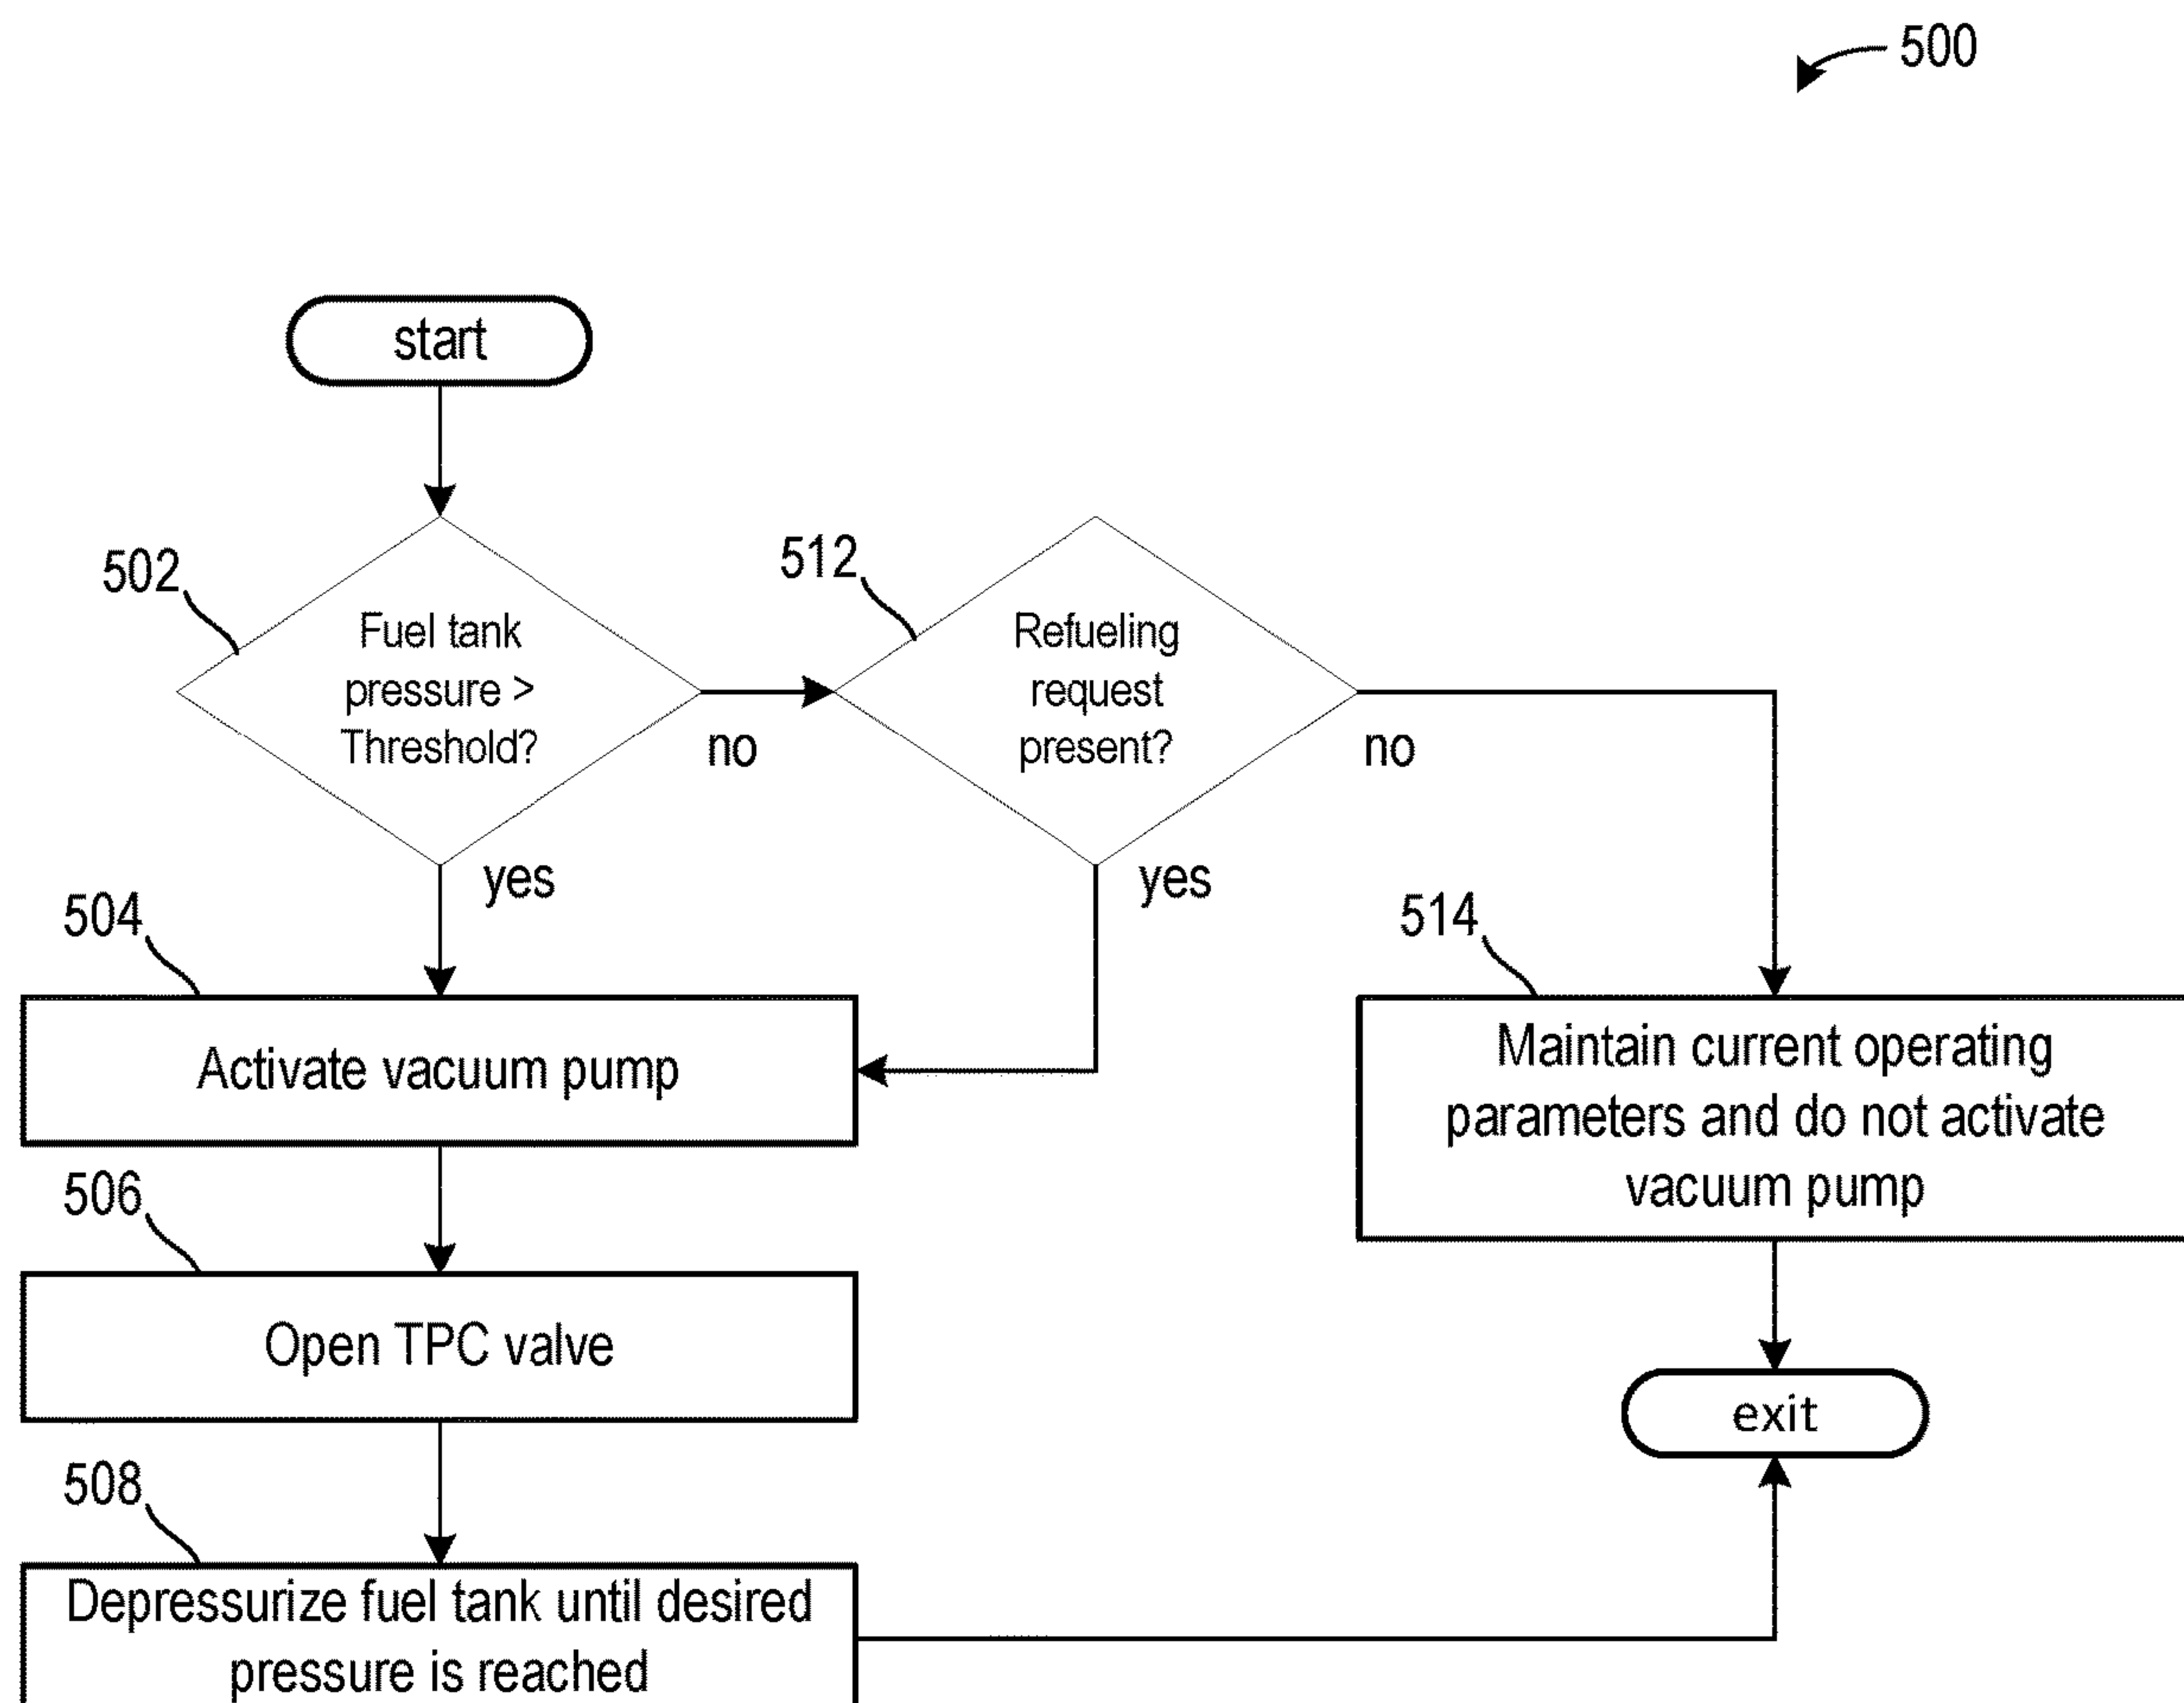 500
start
502
Fuel tank
pressure >
Threshold?
no
yes
512
Refueling
request
present?
no
yes
504
Activate vacuum pump
514
Maintain current operating
parameters and do not activate
vacuum pump
506
Open TPC valve
exit
508
Depressurize fuel tank until desired
pressure is reached